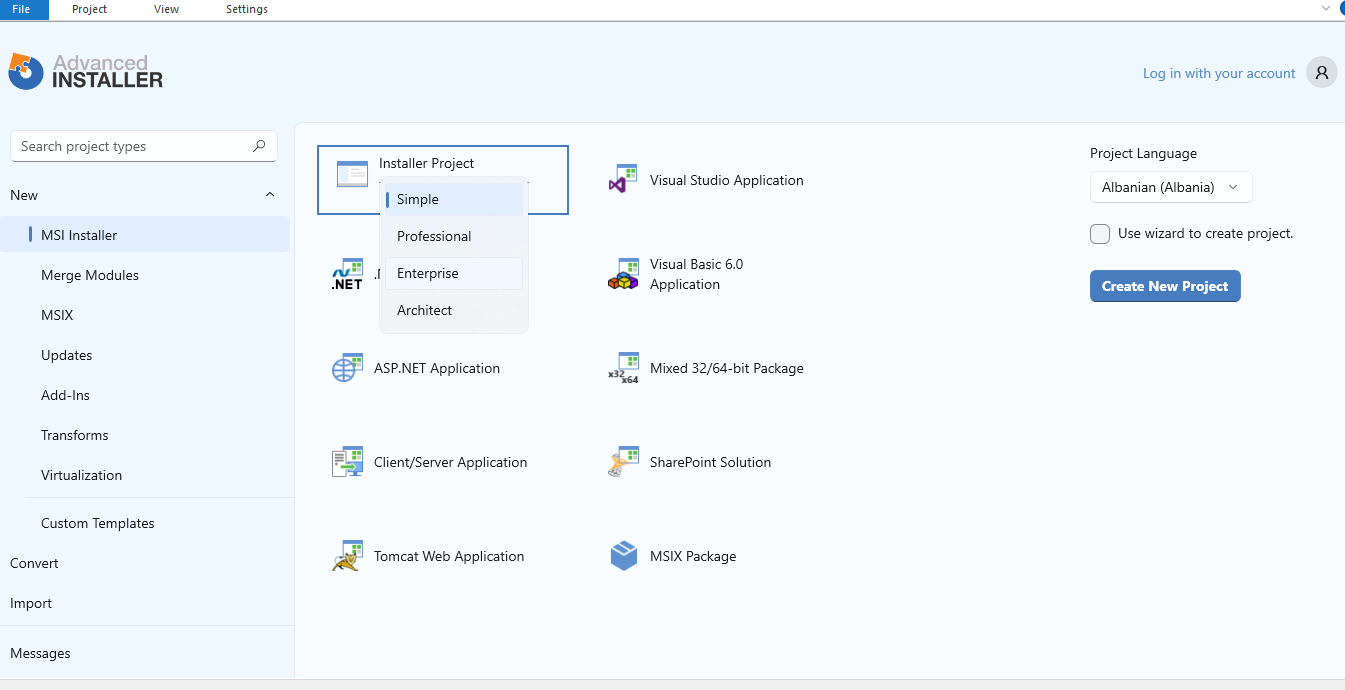 File
Project
View
Settings
Advanced
INSTALLER
Log in with your account
Search project types
New
MSI Installer
Merge Modules
MSIX
Updates
Add-Ins
Transforms
Virtualization
Custom Templates
Convert
Import
Messages
Installer Project
Simple
Professional
Enterprise
Architect
Visual Studio Application
.NET
Visual Basic 6.0
Application
ASP.NET Application
x32
x64
Mixed 32/64-bit Package
Client/Server Application
SharePoint Solution
Tomcat Web Application
MSIX Package
Project Language
Albanian (Albania)
Use wizard to create project.
Create New Project